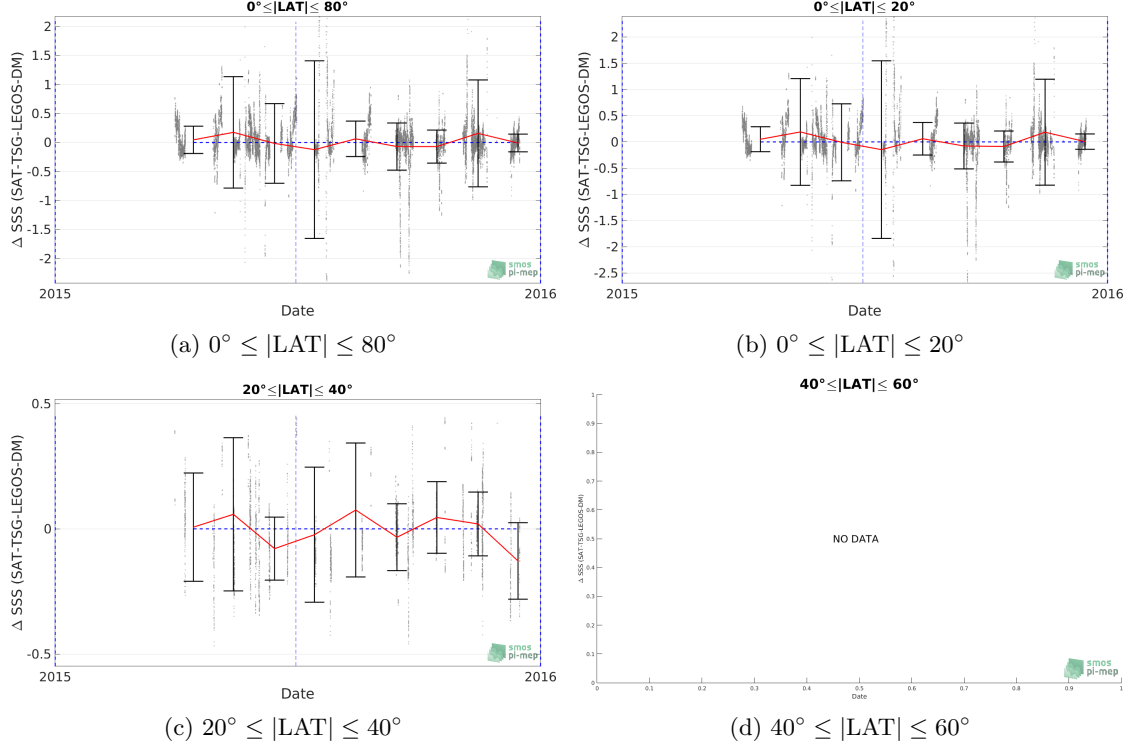 0°≤|LAT|≤ 80°
2
1.5
1
0.5
0
-0.5
-1
-1.5
-2
Δ SSS (SAT-TSG-LEGOS-DM)
2015
2016
Date
smos
pi-mep
(a) 0° ≤ |LAT| ≤ 80°
0°≤|LAT|≤ 20°
2
1.5
1
0.5
0
-0.5
-1
-1.5
-2
-2.5
Δ SSS (SAT-TSG-LEGOS-DM)
2015
2016
Date
smos
pi-mep
(b) 0° ≤ |LAT| ≤ 20°
20°≤|LAT|≤ 40°
0.5
0
-0.5
Δ SSS (SAT-TSG-LEGOS-DM)
2015
2016
Date
smos
pi-mep
(c) 20° ≤ |LAT| ≤ 40°
40°≤|LAT|≤ 60°
1
0.9
0.8
0.7
0.6
0.5
0.4
0.3
0.2
0.1
0
Δ SSS (SAT-TSG-LEGOS-DM)
NO DATA
0 0.1 0.2 0.3 0.4 0.5 0.6 0.7 0.8 0.9 1
Date
smos
pi-mep
(d) 40° ≤ |LAT| ≤ 60°